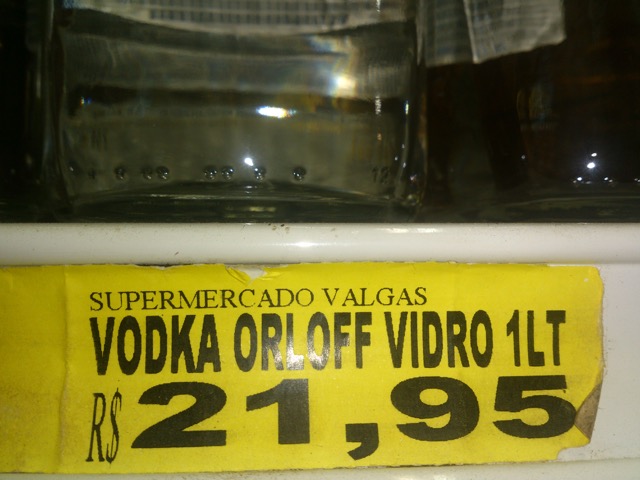 SUPERMERCADO VALGAS
VODKA ORLOFF VIDRO 1LT
R$ 21,95